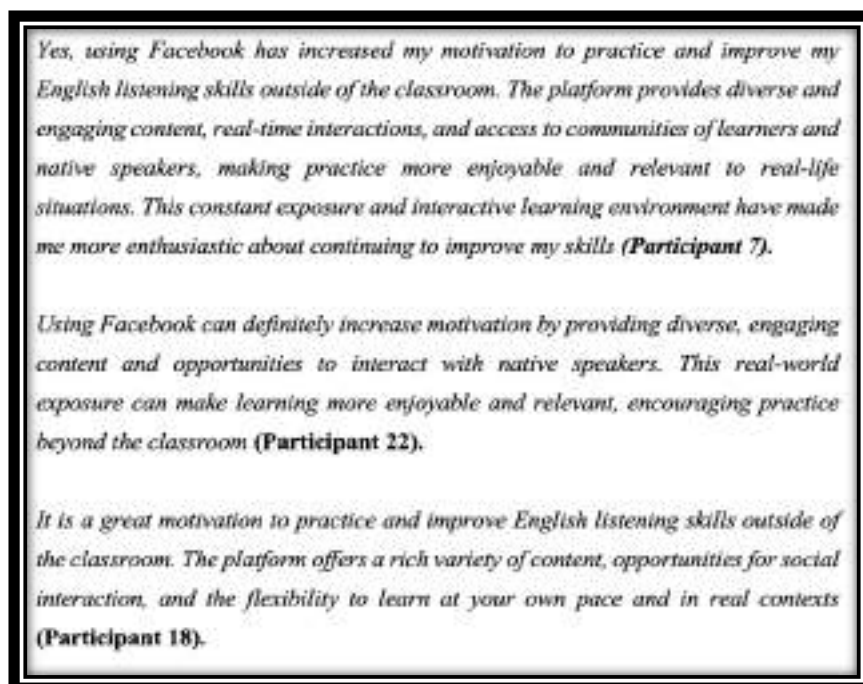 Yes, using Facebook has increased my motivation to practice and improve my
English listening skills outside of the classroom. The platform provides diverse and
engaging content, real-time interactions, and access to communities of learners and
native speakers, making practice more enjoyable and relevant to real-life
situations. This constant exposure and interactive learning environment have made
me more enthusiastic about continuing to improve my skills (Participant 7).
Using Facebook can definitely increase motivation by providing diverse, engaging
content and opportunities to interact with native speakers. This real-world
exposure can make learning more enjoyable and relevant, encouraging practice
beyond the classroom (Participant 22).
It is a great motivation to practice and improve English listening skills outside of
the classroom. The platform offers a rich variety of content, opportunities for social
interaction, and the flexibility to learn at your own pace and in real contexts
(Participant 18).